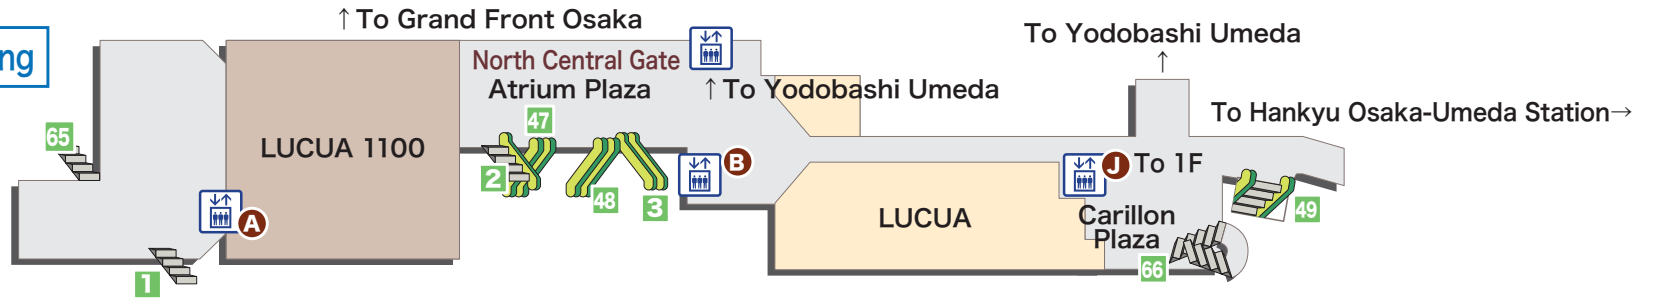 ↑To Grand Front Osaka
To Yodobashi Umeda
↑
ng
North Central Gate
Atrium Plaza
↑To Yodobashi Umeda
To Hankyu Osaka-Umeda Station→
65
47
LUCUA 1100
B
J To 1F
2
48
3
49
A
LUCUA
Carillon
Plaza
66
1